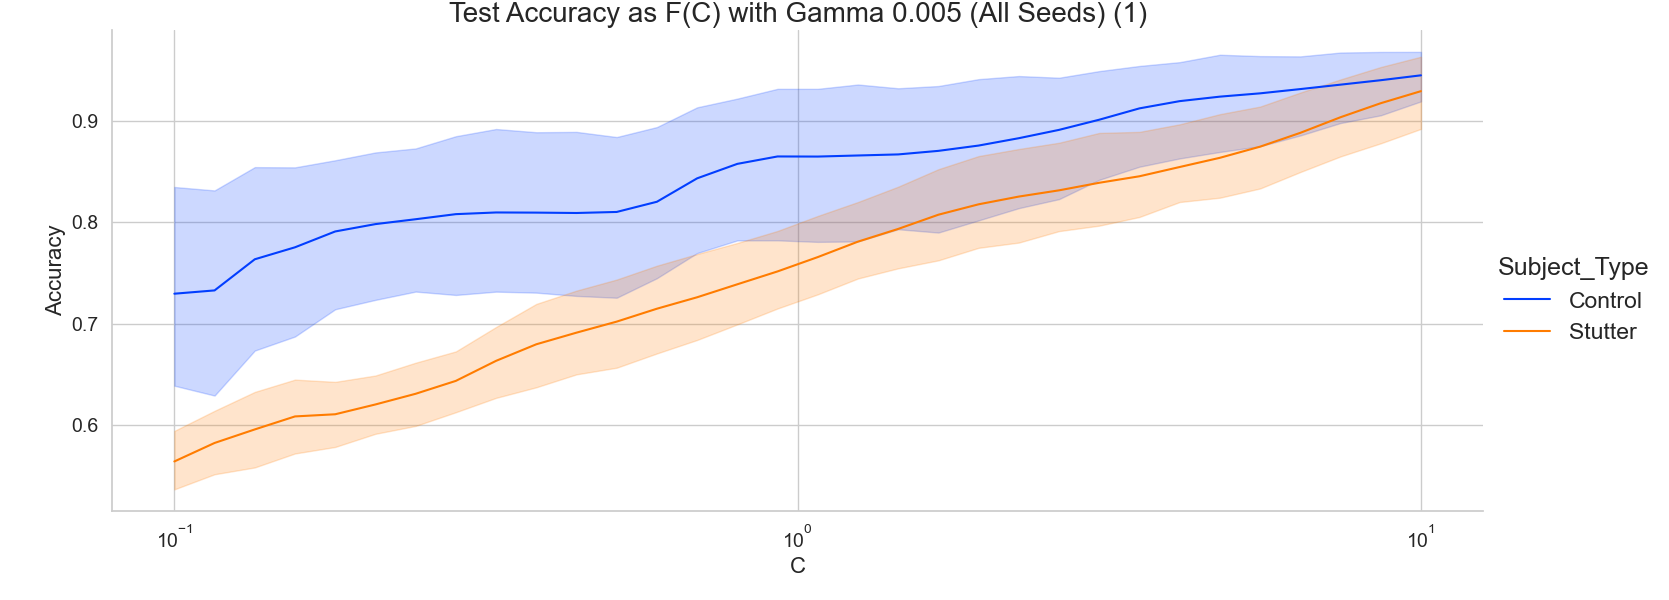 Test Accuracy as F(C) with Gamma 0.005 (All Seeds) (1)
Accuracy
0.9
0.8
0.7
0.6
10⁻¹
10⁰
10¹
C
Subject_Type
Control
Stutter